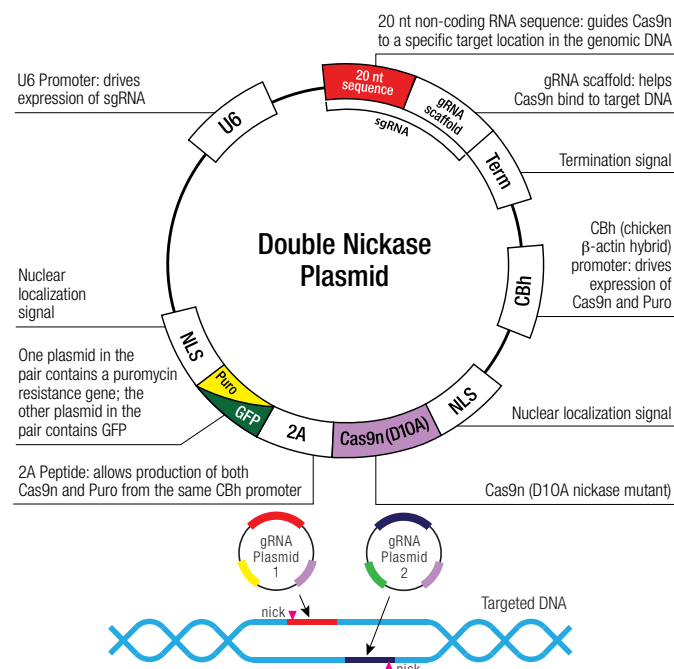 20 nt non-coding RNA sequence: guides Cas9n
to a specific target location in the genomic DNA
U6 Promoter: drives
expression of sgRNA
20 nt
sequence
gRNA
scaffold
gRNA scaffold: helps
Cas9n bind to target DNA
U6
sgRNA
Term
Termination signal
Double Nickase
Plasmid
CBh (chicken
β-actin hybrid)
promoter: drives
expression of
Cas9n and Puro
CBh
Nuclear
localization
signal
NLS
One plasmid in the
pair contains a puromycin
resistance gene; the
other plasmid in the
pair contains GFP
Puro
GFP
2A
Cas9n (D10A)
NLS
Nuclear localization signal
2A Peptide: allows production of both
Cas9n and Puro from the same CBh promoter
Cas9n (D10A nickase mutant)
gRNA
Plasmid
1
gRNA
Plasmid
2
nick
Targeted DNA
nick